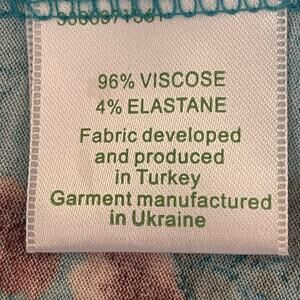 96% VISCOSE
4% ELASTANE
Fabric developed
and produced
in Turkey
Garment manufactured
in Ukraine